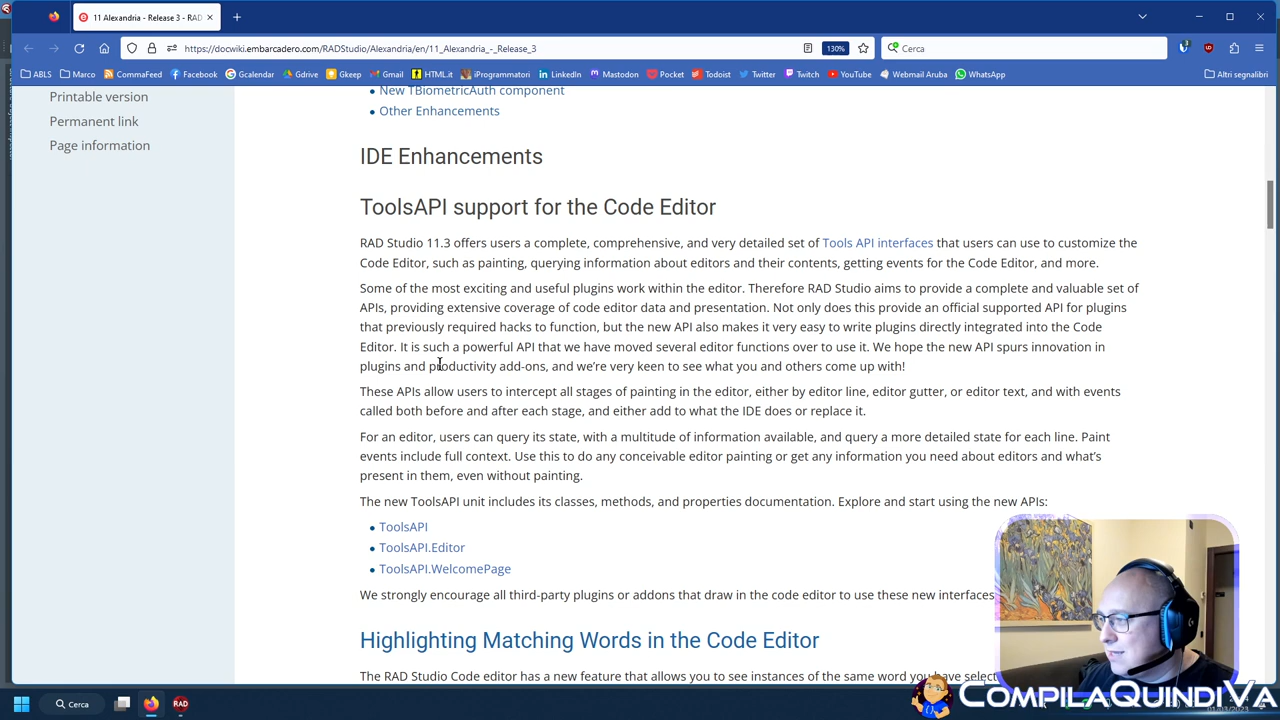 11 Alexandria - Release 3 - RAD
https://docwiki.embarcadero.com/RADStudio/Alexandria/en/11_Alexandria_-_Release_3
130%
Cerca
ABLS
Marco
CommaFeed
Facebook
Gcalendar
Gdrive
Gkeep
Gmail
HTML.it
iProgrammatori
LinkedIn
Mastodon
Pocket
Todoist
Twitter
Twitch
YouTube
Webmail Aruba
WhatsApp
Altri segnalibri
Printable version
Permanent link
Page information
New TBiometricAuth component
Other Enhancements
IDE Enhancements
ToolsAPI support for the Code Editor
RAD Studio 11.3 offers users a complete, comprehensive, and very detailed set of Tools API interfaces that users can use to customize the
Code Editor, such as painting, querying information about editors and their contents, getting events for the Code Editor, and more.
Some of the most exciting and useful plugins work within the editor. Therefore RAD Studio aims to provide a complete and valuable set of
APIs, providing extensive coverage of code editor data and presentation. Not only does this provide an official supported API for plugins
that previously required hacks to function, but the new API also makes it very easy to write plugins directly integrated into the Code
Editor. It is such a powerful API that we have moved several editor functions over to use it. We hope the new API spurs innovation in
plugins and productivity add-ons, and we're very keen to see what you and others come up with!
These APIs allow users to intercept all stages of painting in the editor, either by editor line, editor gutter, or editor text, and with events
called both before and after each stage, and either add to what the IDE does or replace it.
For an editor, users can query its state, with a multitude of information available, and query a more detailed state for each line. Paint
events include full context. Use this to do any conceivable editor painting or get any information you need about editors and what's
present in them, even without painting.
The new ToolsAPI unit includes its classes, methods, and properties documentation. Explore and start using the new APIs:
ToolsAPI
ToolsAPI.Editor
ToolsAPI.WelcomePage
We strongly encourage all third-party plugins or addons that draw in the code editor to use these new interfaces
Highlighting Matching Words in the Code Editor
The RAD Studio Code editor has a new feature that allows you to see instances of the same word you have
CompilaQuindiVa
Cerca
RAD